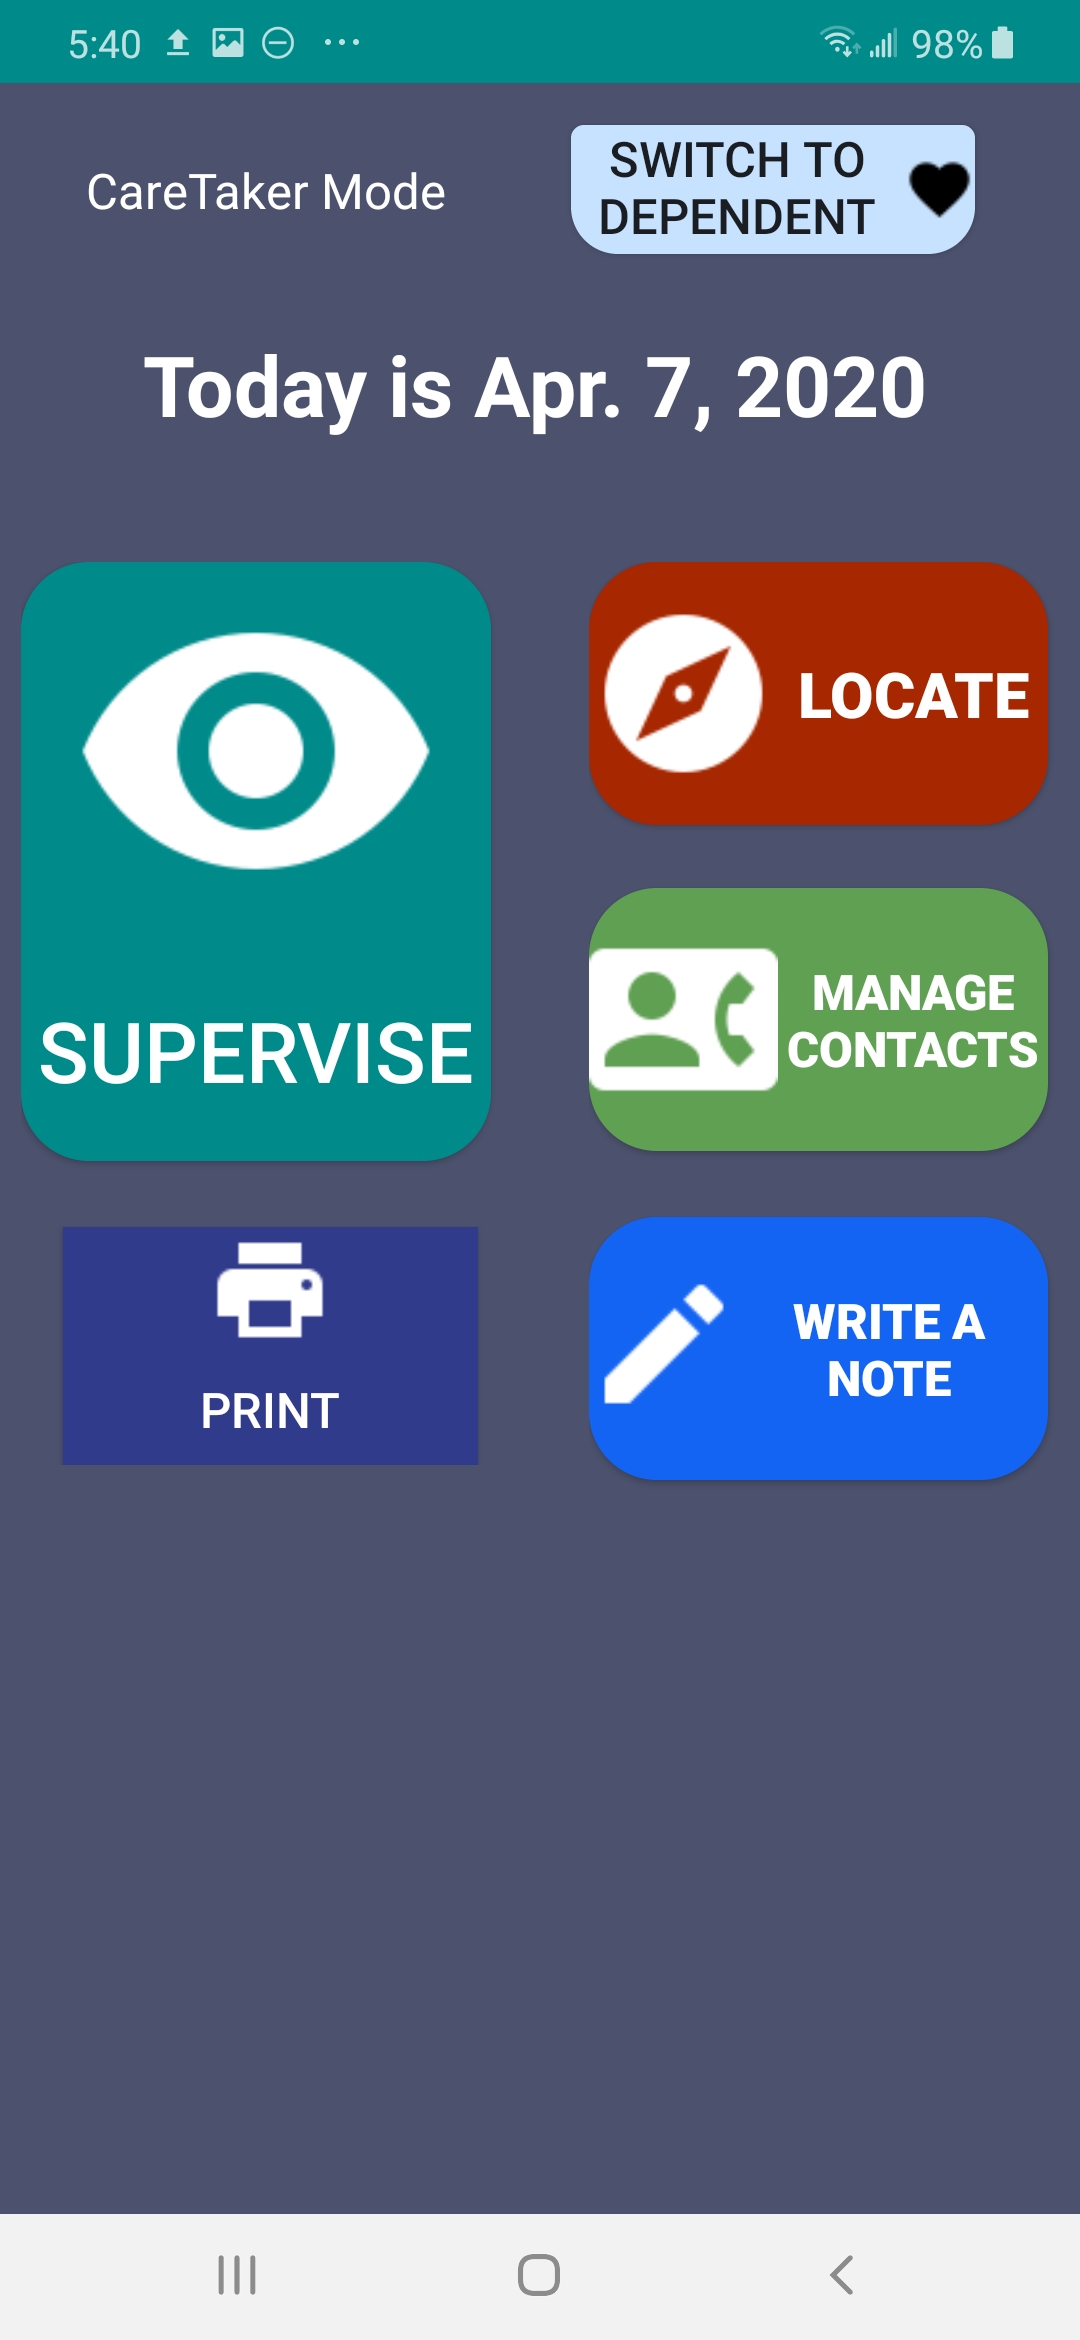 5:40
98%
CareTaker Mode
SWITCH TO
DEPENDENT
Today is Apr. 7, 2020
SUPERVISE
LOCATE
MANAGE
CONTACTS
PRINT
WRITE A
NOTE